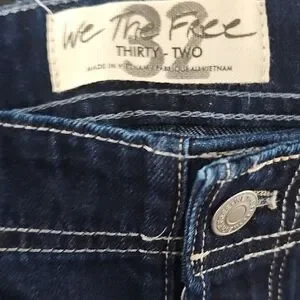 We The Free
32
THIRTY - TWO
MADE IN VIETNAM / FABRIQUE AU VIETNAM